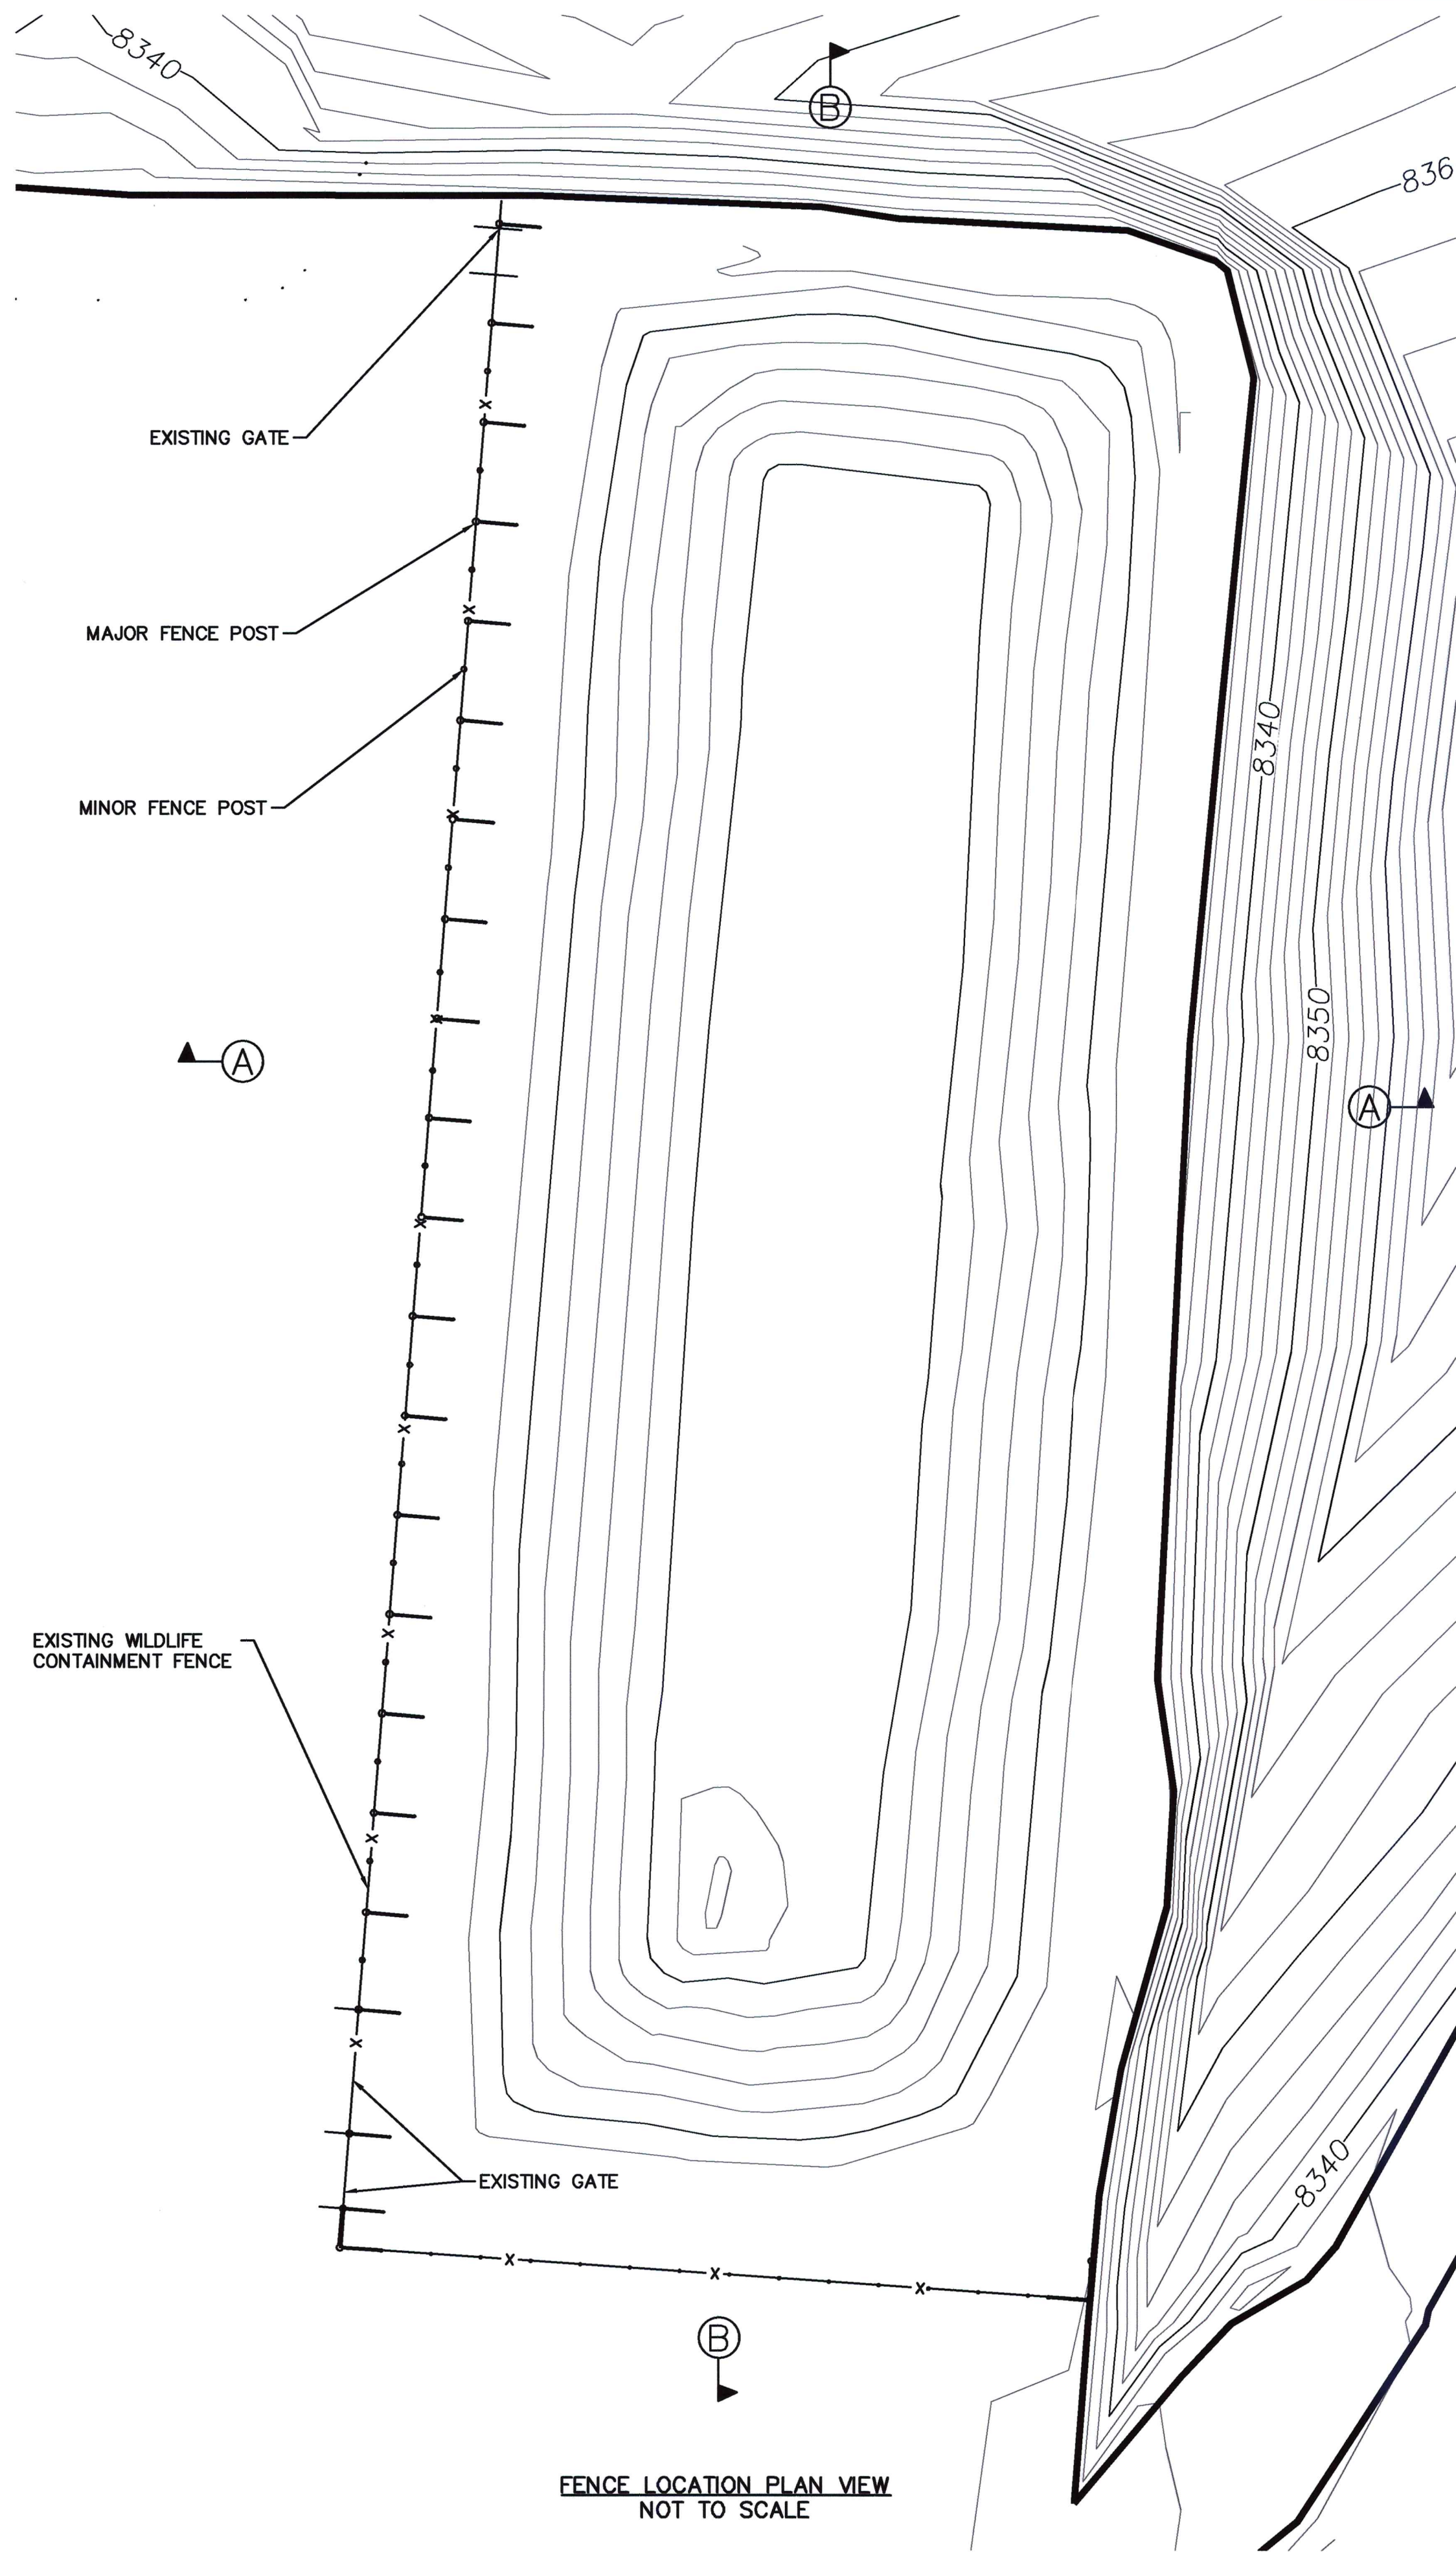 8340
B
836
EXISTING GATE
MAJOR FENCE POST
8340
MINOR FENCE POST
8350
A
A
EXISTING WILDLIFE
CONTAINMENT FENCE
8340
EXISTING GATE
B
FENCE LOCATION PLAN VIEW
NOT TO SCALE